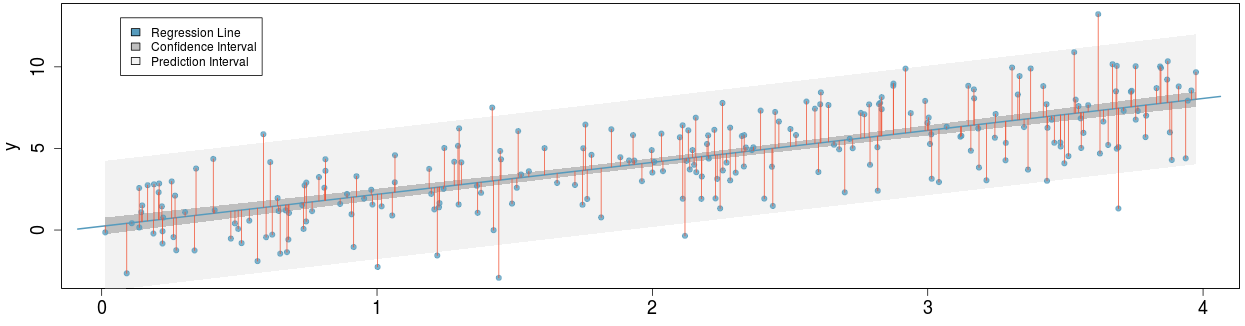 Regression Line
Confidence Interval
Prediction Interval
y
10
5
0
0 1 2 3 4